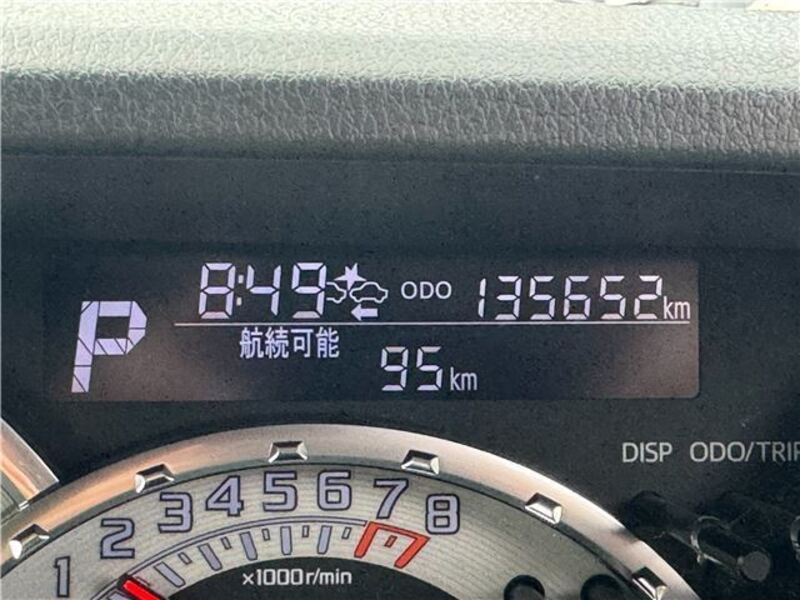 8:49 ODO 135652km
P
航続可能
95km
DISP ODO/TRIP
1 2 3 4 5 6 7 8
×1000r/min